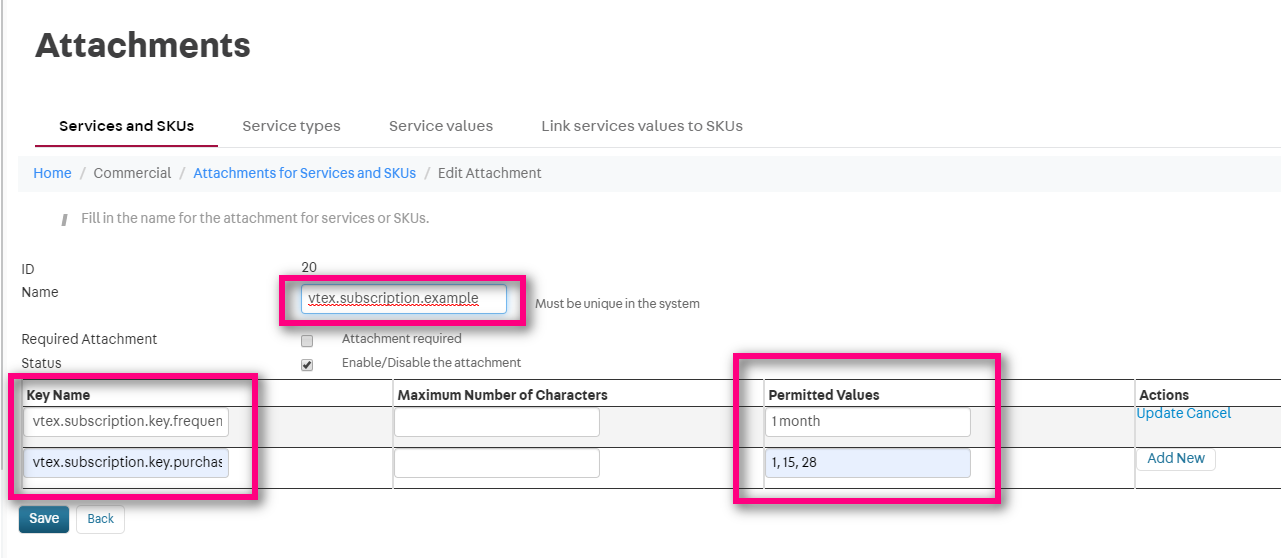 Attachments
Services and SKUs Service types Service values Link services values to SKUs
Home / Commercial / Attachments for Services and SKUs / Edit Attachment
Fill in the name for the attachment for services or SKUs.
ID 20
Name vtex.subscription.example Must be unique in the system
Required Attachment Attachment required
Status Enable/Disable the attachment
Key Name Maximum Number of Characters Permitted Values Actions
vtex.subscription.key.frequen 1 month Update Cancel
vtex.subscription.key.purchas 1, 15, 28 Add New
Save Back